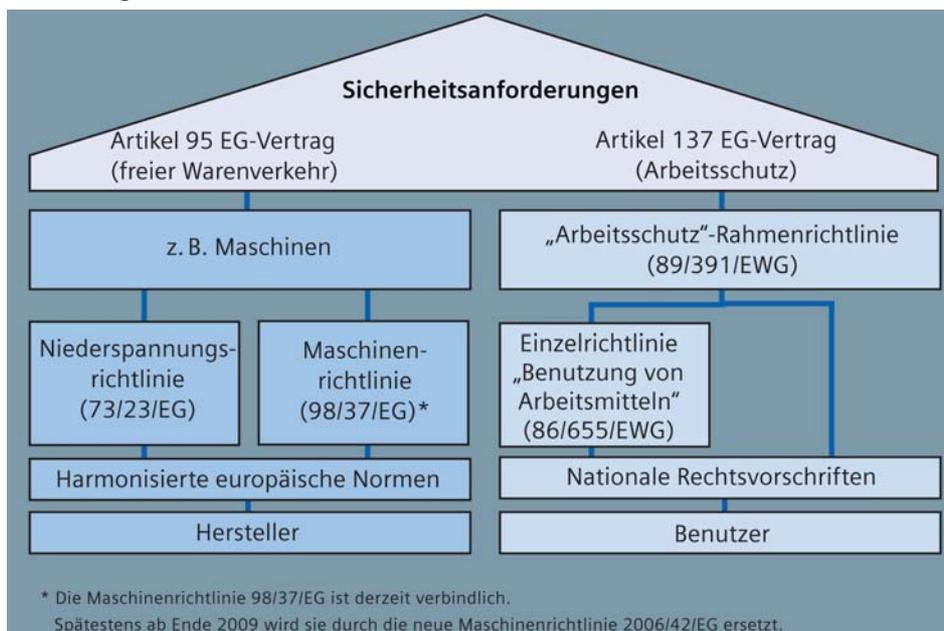 Sicherheitsanforderungen
Artikel 95 EG-Vertrag
(freier Warenverkehr)
Artikel 137 EG-Vertrag
(Arbeitsschutz)
z. B. Maschinen
„Arbeitsschutz“-Rahmenrichtlinie
(89/391/EWG)
Niederspannungs-
richtlinie
(73/23/EG)
Maschinen-
richtlinie
(98/37/EG)*
Einzelrichtlinie
„Benutzung von
Arbeitsmitteln“
(86/655/EWG)
Harmonisierte europäische Normen
Nationale Rechtsvorschriften
Hersteller
Benutzer
* Die Maschinenrichtlinie 98/37/EG ist derzeit verbindlich.
Spätestens ab Ende 2009 wird sie durch die neue Maschinenrichtlinie 2006/42/EG ersetzt.